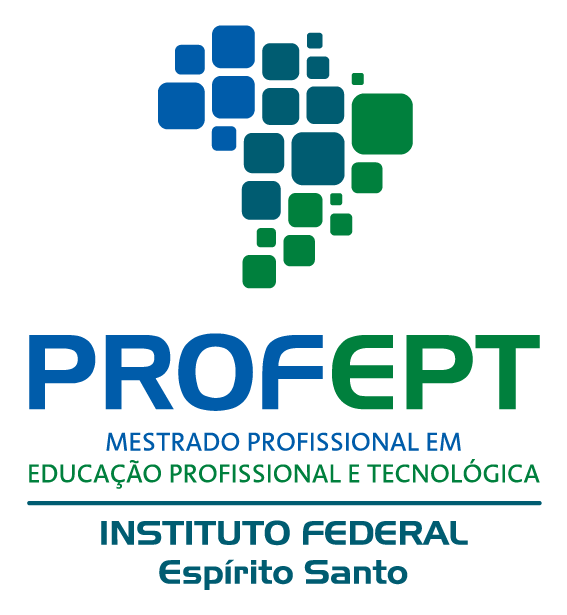 PROFEPT
MESTRADO PROFISSIONAL EM
EDUCAÇÃO PROFISSIONAL E TECNOLÓGICA
INSTITUTO FEDERAL
Espírito Santo